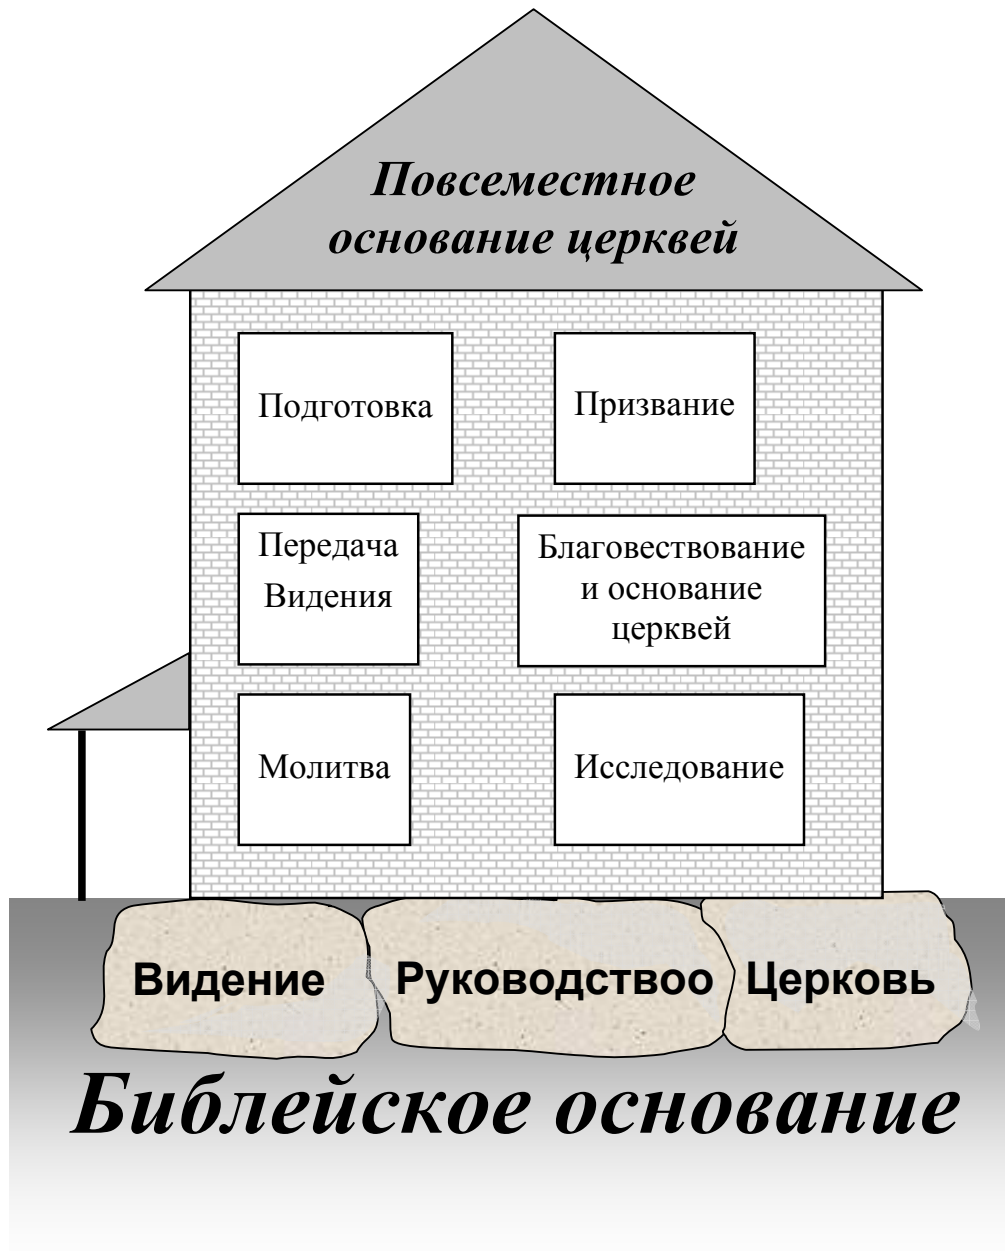 Повсеместное
основание церквей
Подготовка
Призвание
Передача
Видения
Благовествование
и основание
церквей
Молитва
Исследование
Видение
Руководствоо
Церковь
Библейское основание